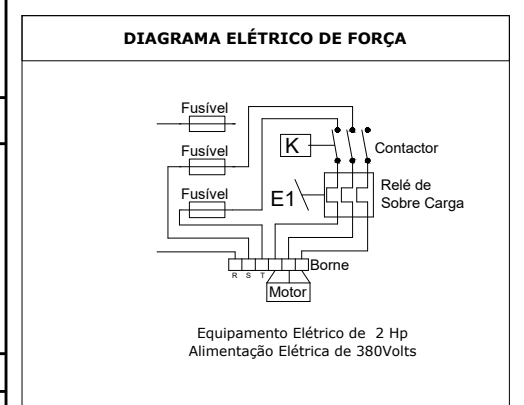 DIAGRAMA ELÉTRICO DE FORÇA
Fusível
Fusível
K
Contactor
Fusível
E1
Relé de
Sobre Carga
Borne
R S T
Motor
Equipamento Elétrico de 2 Hp
Alimentação Elétrica de 380Volts